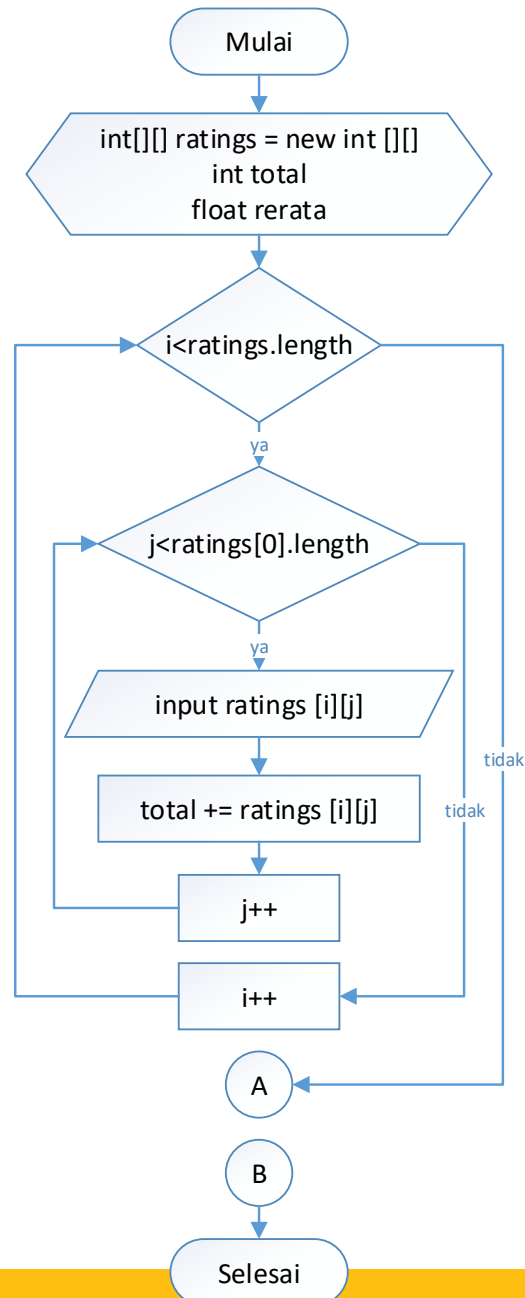 Mulai
int[][] ratings = new int [][]
int total
float rerata
i<ratings.length
ya
j<ratings[0].length
ya
input ratings [i][j]
tidak
total += ratings [i][j]
tidak
j++
i++
A
B
Selesai